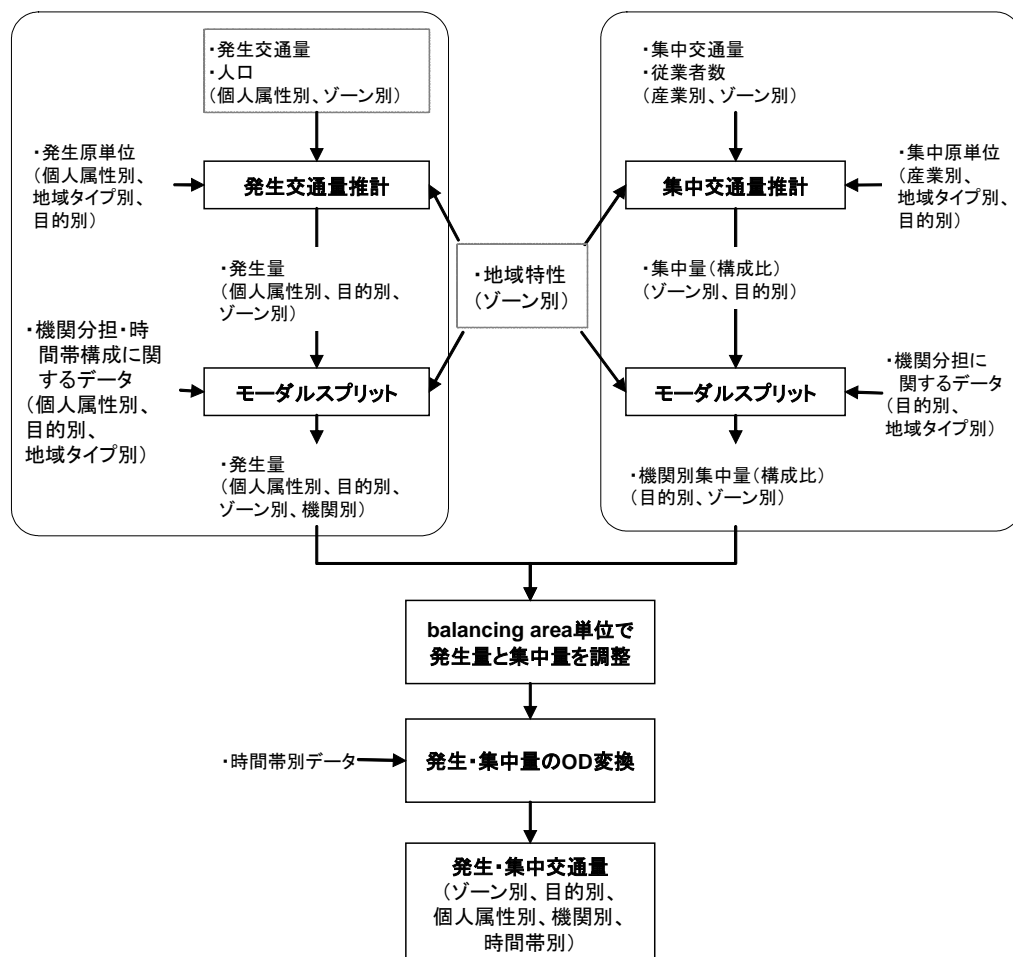 ・発生交通量
・人口
（個人属性別、ゾーン別）
・発生原単位
（個人属性別、
地域タイプ別、
目的別）
発生交通量推計
・発生量
（個人属性別、目的別、
ゾーン別）
・機関分担・時
間帯構成に関
するデータ
（個人属性別、
目的別、
地域タイプ別）
モーダルスプリット
・発生量
（個人属性別、目的別、
ゾーン別、機関別）
・地域特性
（ゾーン別）
・集中交通量
・従業者数
（産業別、ゾーン別）
集中交通量推計
・集中原単位
（産業別、
地域タイプ別、
目的別）
・集中量（構成比）
（ゾーン別、目的別）
モーダルスプリット
・機関分担に
関するデータ
（目的別、
地域タイプ別）
・機関別集中量（構成比）
（目的別、ゾーン別）
balancing area単位で
発生量と集中量を調整
・時間帯別データ
発生・集中量のOD変換
発生・集中交通量
（ゾーン別、目的別、
個人属性別、機関別、
時間帯別）